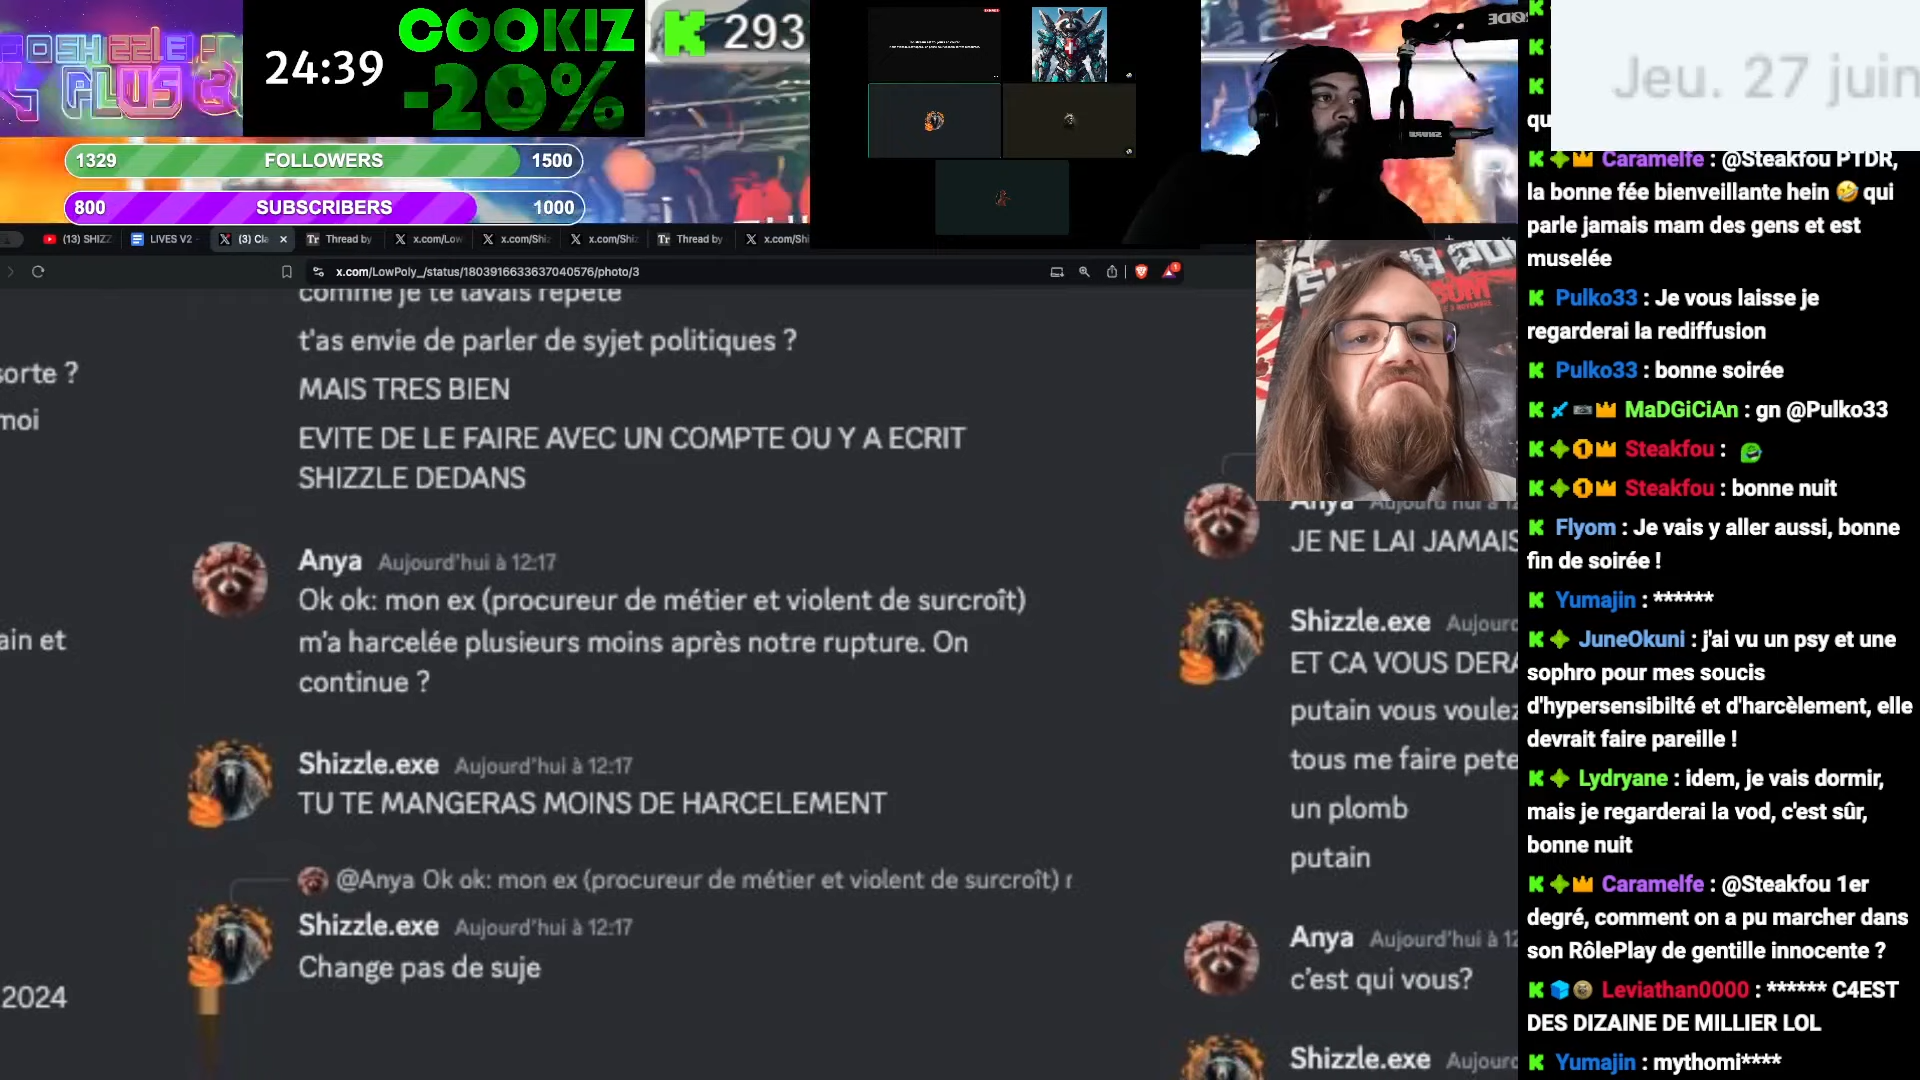 PLUS
24:39
COOKIZ
-20%
293
1329 FOLLOWERS 1500
800 SUBSCRIBERS 1000
(13) SHIZZ
LIVES V2
(3) Cla
Thread by
x.com/Low
x.com/Shiz
x.com/Shiz
Thread by
x.com/Shi
x.com/LowPoly_/status/1803916633637040576/photo/3
sorte ?
moi
ain et
2024
comme je te lavais repete
t'as envie de parler de syjet politiques ?
MAIS TRES BIEN
EVITE DE LE FAIRE AVEC UN COMPTE OU Y A ECRIT
SHIZZLE DEDANS
Anya Aujourd'hui à 12:17
Ok ok: mon ex (procureur de métier et violent de surcroît)
m'a harcelée plusieurs moins après notre rupture. On
continue ?
Shizzle.exe Aujourd'hui à 12:17
TU TE MANGERAS MOINS DE HARCELEMENT
@Anya Ok ok: mon ex (procureur de métier et violent de surcroît) r
Shizzle.exe Aujourd'hui à 12:17
Change pas de suje
Anya Aujourd'hui à 12
JE NE LAI JAMAIS
Shizzle.exe Aujourd
ET CA VOUS DERA
putain vous voulez
tous me faire pete
un plomb
putain
Anya Aujourd'hui à 12
c'est qui vous?
Shizzle.exe Aujourd
Jeu. 27 juin
qu
Caramelfe : @Steakfou PTDR,
la bonne fée bienveillante hein 🤣 qui
parle jamais mam des gens et est
muselée
Pulko33 : Je vous laisse je
regarderai la rediffusion
Pulko33 : bonne soirée
MaDGiCiAn : gn @Pulko33
Steakfou :
Steakfou : bonne nuit
Flyom : Je vais y aller aussi, bonne
fin de soirée !
Yumajin : ******
JuneOkuni : j'ai vu un psy et une
sophro pour mes soucis
d'hypersensibilté et d'harcèlement, elle
devrait faire pareille !
Lydryane : idem, je vais dormir,
mais je regarderai la vod, c'est sûr,
bonne nuit
Caramelfe : @Steakfou 1er
degré, comment on a pu marcher dans
son RôlePlay de gentille innocente ?
Leviathan0000 : ****** C4EST
DES DIZAINE DE MILLIER LOL
Yumajin : mythomi****